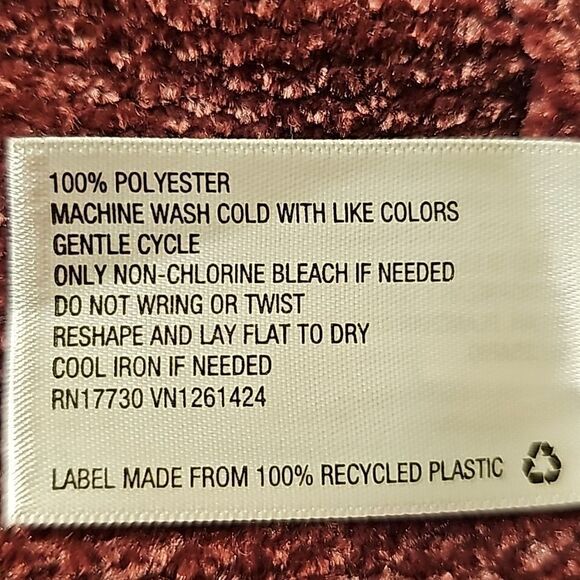 100% POLYESTER
MACHINE WASH COLD WITH LIKE COLORS
GENTLE CYCLE
ONLY NON-CHLORINE BLEACH IF NEEDED
DO NOT WRING OR TWIST
RESHAPE AND LAY FLAT TO DRY
COOL IRON IF NEEDED
RN17730 VN1261424
LABEL MADE FROM 100% RECYCLED PLASTIC